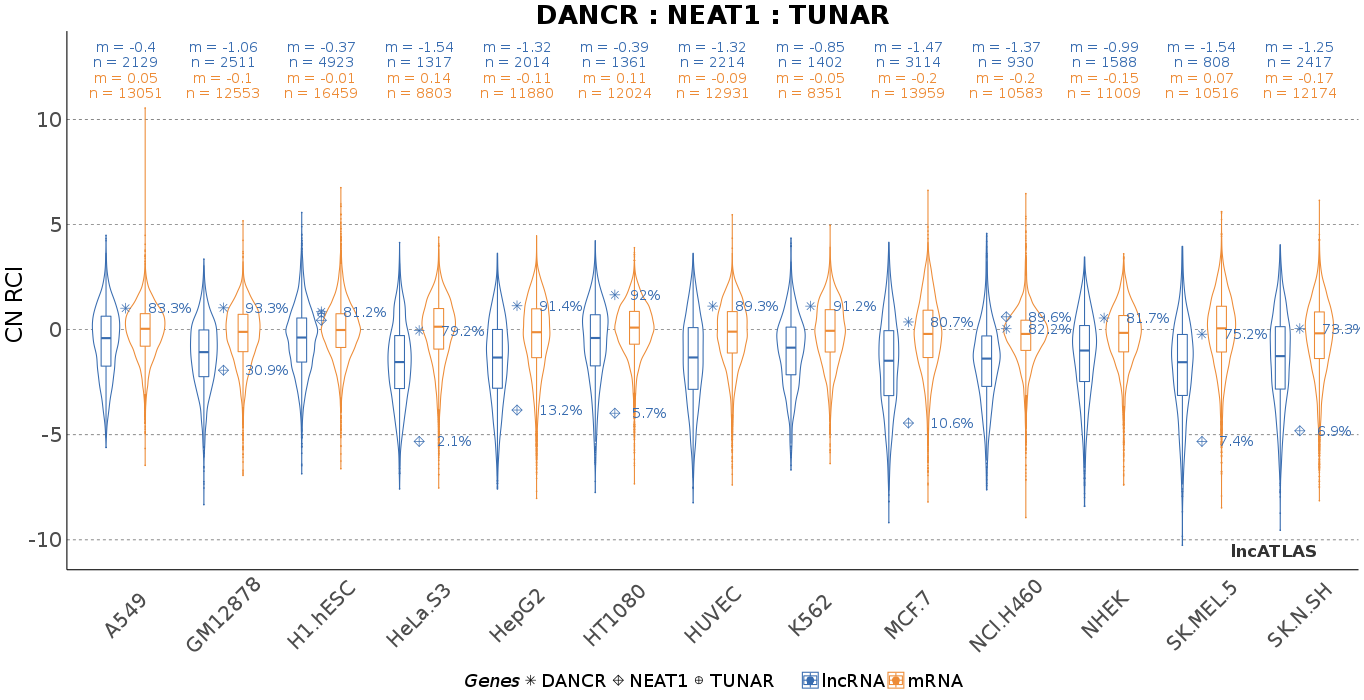 DANCR : NEAT1 : TUNAR
m = -0.4 m = -1.06 m = -0.37 m = -1.54 m = -1.32 m = -0.39 m = -1.32 m = -0.85 m = -1.47 m = -1.37 m = -0.99 m = -1.54 m = -1.25
n = 2129 n = 2511 n = 4923 n = 1317 n = 2014 n = 1361 n = 2214 n = 1402 n = 3114 n = 930 n = 1588 n = 808 n = 2417
m = 0.05 m = -0.1 m = -0.01 m = 0.14 m = -0.11 m = 0.11 m = -0.09 m = -0.05 m = -0.2 m = -0.2 m = -0.15 m = 0.07 m = -0.17
n = 13051 n = 12553 n = 16459 n = 8803 n = 11880 n = 12024 n = 12931 n = 8351 n = 13959 n = 10583 n = 11009 n = 10516 n = 12174
10
5
0
-5
-10
CN RCI
83.3% 93.3% 81.2% 79.2% 91.4% 92% 89.3% 91.2% 80.7% 89.6% 81.7% 75.2% 73.3%
82.2%
30.9% 2.1% 13.2% 5.7% 10.6% 7.4% 6.9%
lncATLAS
A549 GM12878 H1.hESC HeLa.S3 HepG2 HT1080 HUVEC K562 MCF.7 NCI.H460 NHEK SK.MEL.5 SK.N.SH
Genes DANCR NEAT1 TUNAR lncRNA mRNA